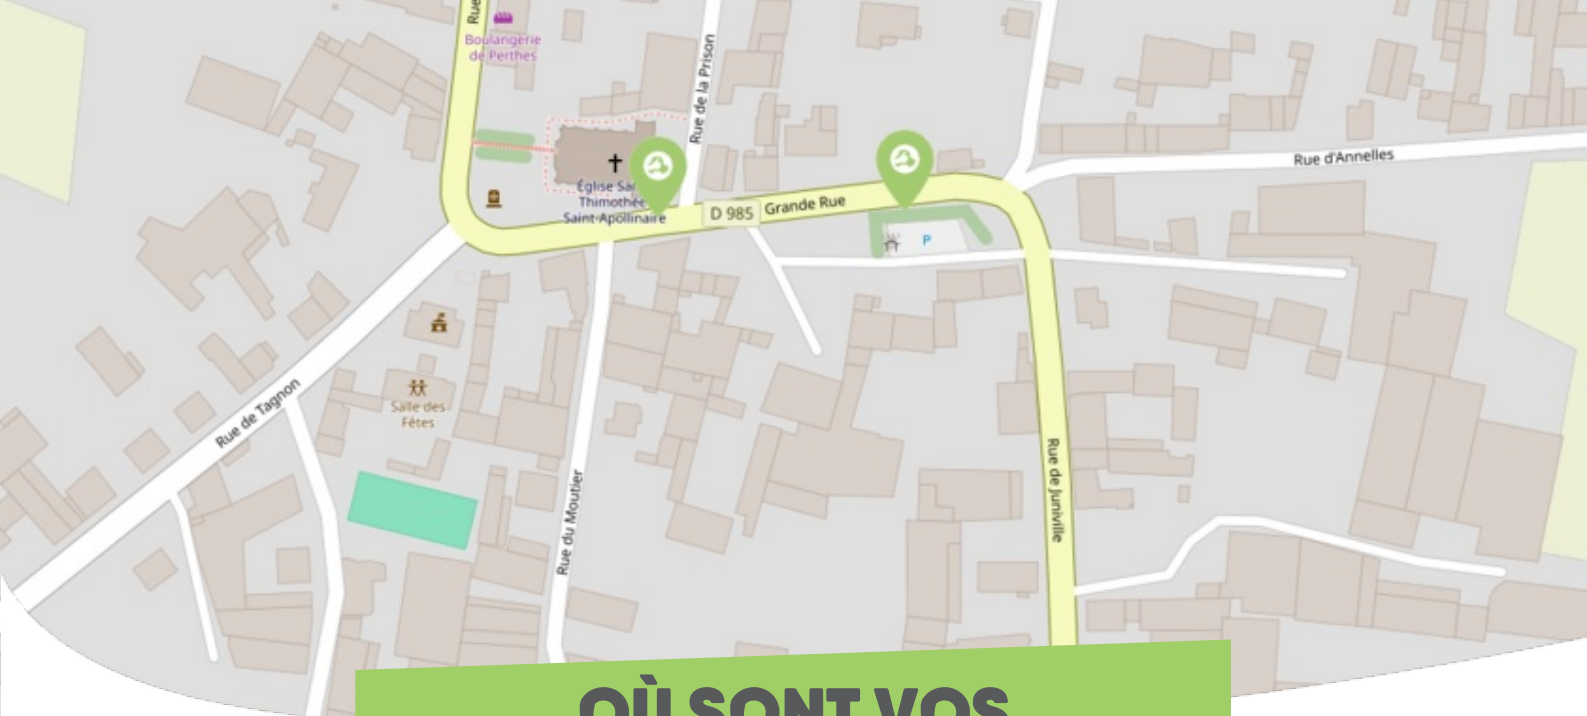 Rue
Boulangerie
de Perthes
Rue de la Prison
Église Sai
Thimothée
Saint-Apollinaire
D 985
Grande Rue
P
Rue d'Annelles
Rue de Tagnon
Salle des
Fêtes
Rue du Moutier
Rue de Juniville
OÙ SONT VOS